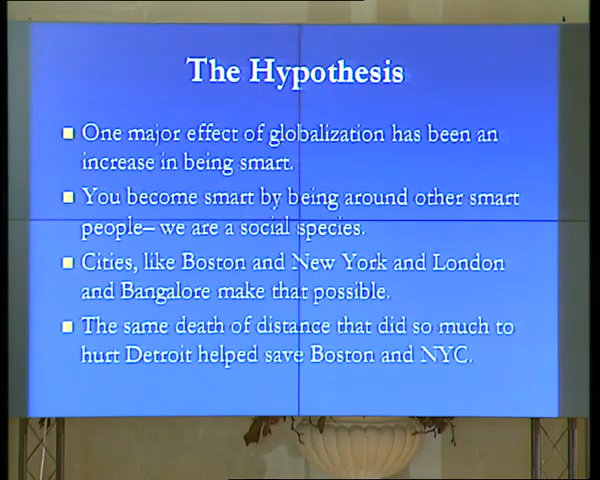 The Hypothesis
One major effect of globalization has been an
increase in being smart.
You become smart by being around other smart
people– we are a social species.
Cities, like Boston and New York and London
and Bangalore make that possible.
The same death of distance that did so much to
hurt Detroit helped save Boston and NYC.